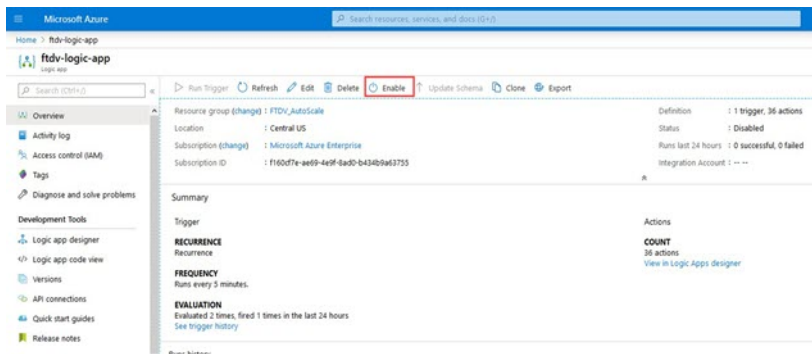 Microsoft Azure
Search resources, services, and docs (G+/)
Home > ftdv-logic-app
ftdv-logic-app
Logic app
Search (Ctrl+/)
Run Trigger Refresh Edit Delete Enable Update Schema Clone Export
Overview
Activity log
Access control (IAM)
Tags
Diagnose and solve problems
Development Tools
Logic app designer
Logic app code view
Versions
API connections
Quick start guides
Release notes
Resource group (change) : FTDV_AutoScale
Location : Central US
Subscription (change) : Microsoft Azure Enterprise
Subscription ID : f160cf7e-ae69-4e9f-8ad0-b434b9a63755
Definition : 1 trigger, 36 actions
Status : Disabled
Runs last 24 hours : 0 successful, 0 failed
Integration Account : -- --
Summary
Trigger
RECURRENCE
Recurrence
FREQUENCY
Runs every 5 minutes.
EVALUATION
Evaluated 2 times, fired 1 times in the last 24 hours
See trigger history
Actions
COUNT
36 actions
View in Logic Apps designer
Runs history